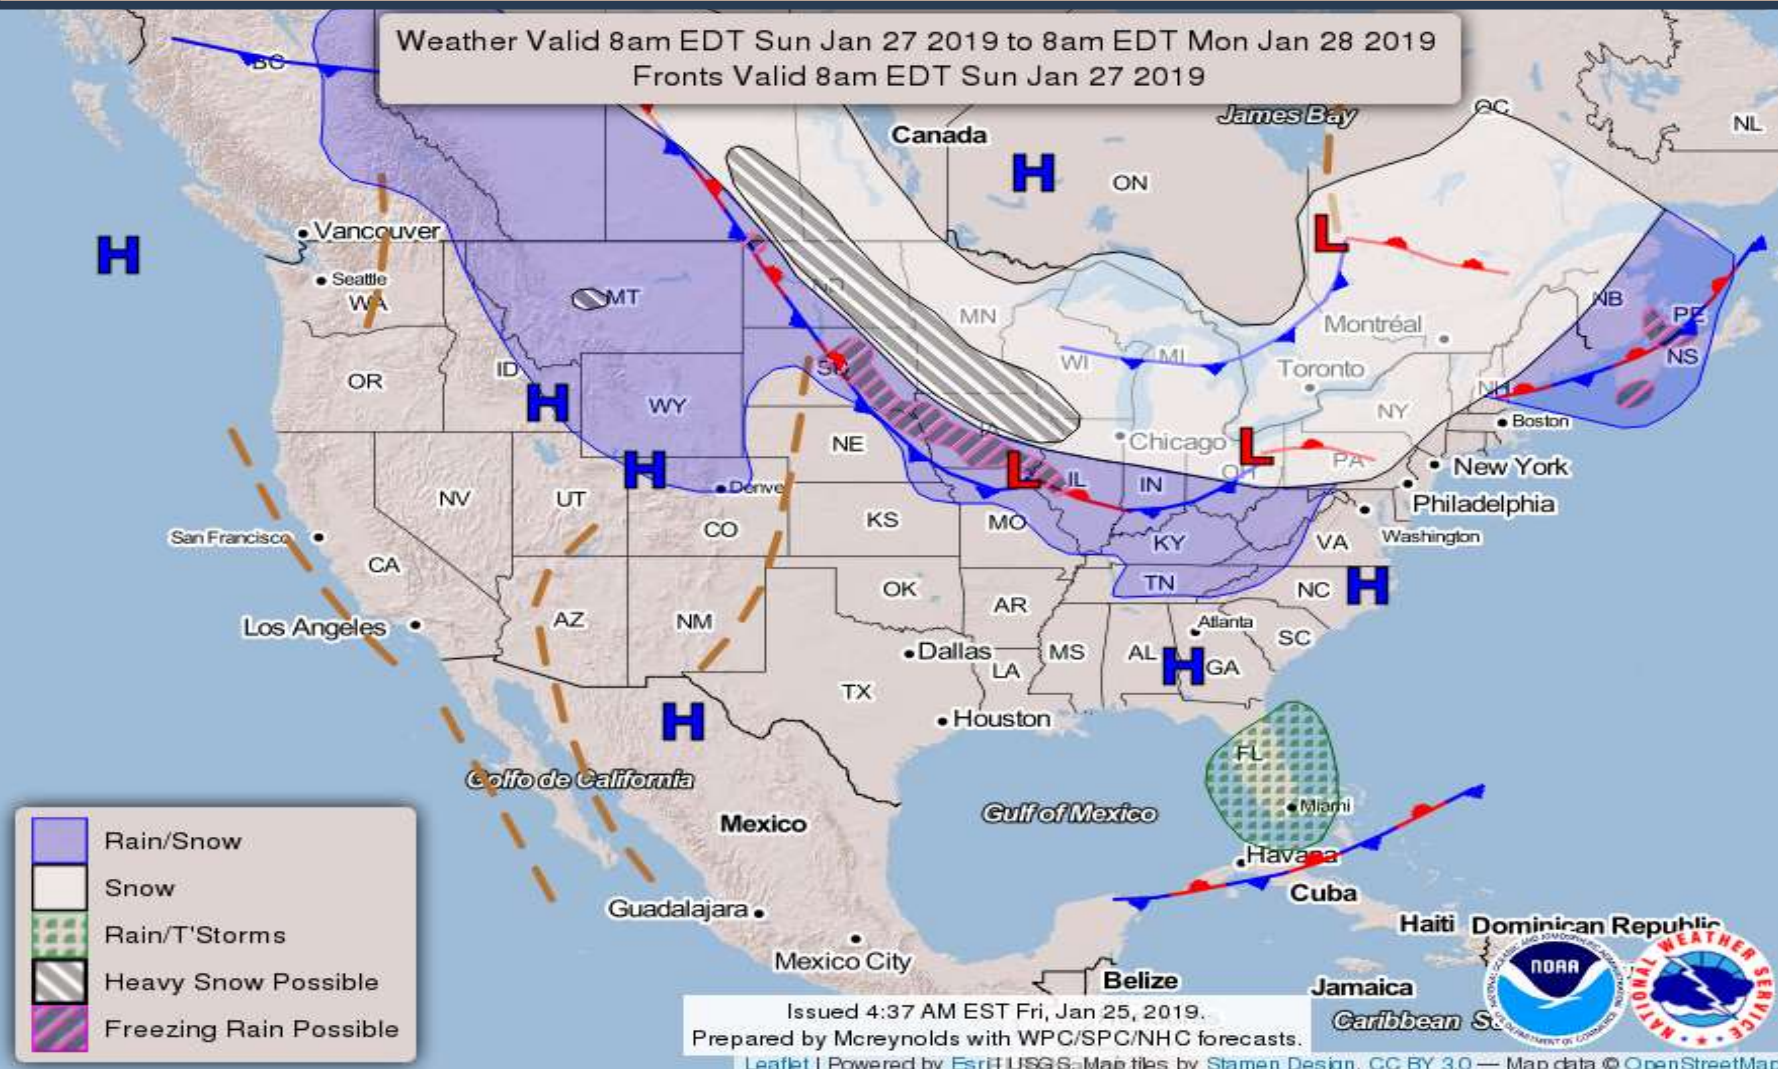 Weather Valid 8am EDT Sun Jan 27 2019 to 8am EDT Mon Jan 28 2019
Fronts Valid 8am EDT Sun Jan 27 2019
BC
James Bay
QC
NL
Canada
H
ON
H
L
Vancouver
Seattle
WA
MT
ND
MN
NB
PE
Montréal
OR
ID
SD
WI
MI
Toronto
NS
H
WY
NH
NY
Boston
NE
IA
Chicago
L
PA
New York
H
Denve
L
IL
IN
OH
Philadelphia
NV
UT
CO
KS
MO
KY
VA
Washington
San Francisco
CA
TN
NC
H
OK
AR
AZ
NM
Los Angeles
Atlanta
SC
Dallas
LA
MS
AL
H
GA
TX
H
Houston
FL
Golfo de California
Gulf of Mexico
Miami
Mexico
Havana
Cuba
Guadalajara
Mexico City
Haiti
Dominican Republic
Belize
Jamaica
Caribbean
Rain/Snow
Snow
Rain/T'Storms
Heavy Snow Possible
Freezing Rain Possible
NOAA
NATIONAL WEATHER SERVICE
Issued 4:37 AM EST Fri, Jan 25, 2019.
Prepared by Mcreynolds with WPC/SPC/NHC forecasts.
Leaflet | Powered by Esri USGS, Map tiles by Stamen Design, CC BY 3.0 — Map data © OpenStreetMap